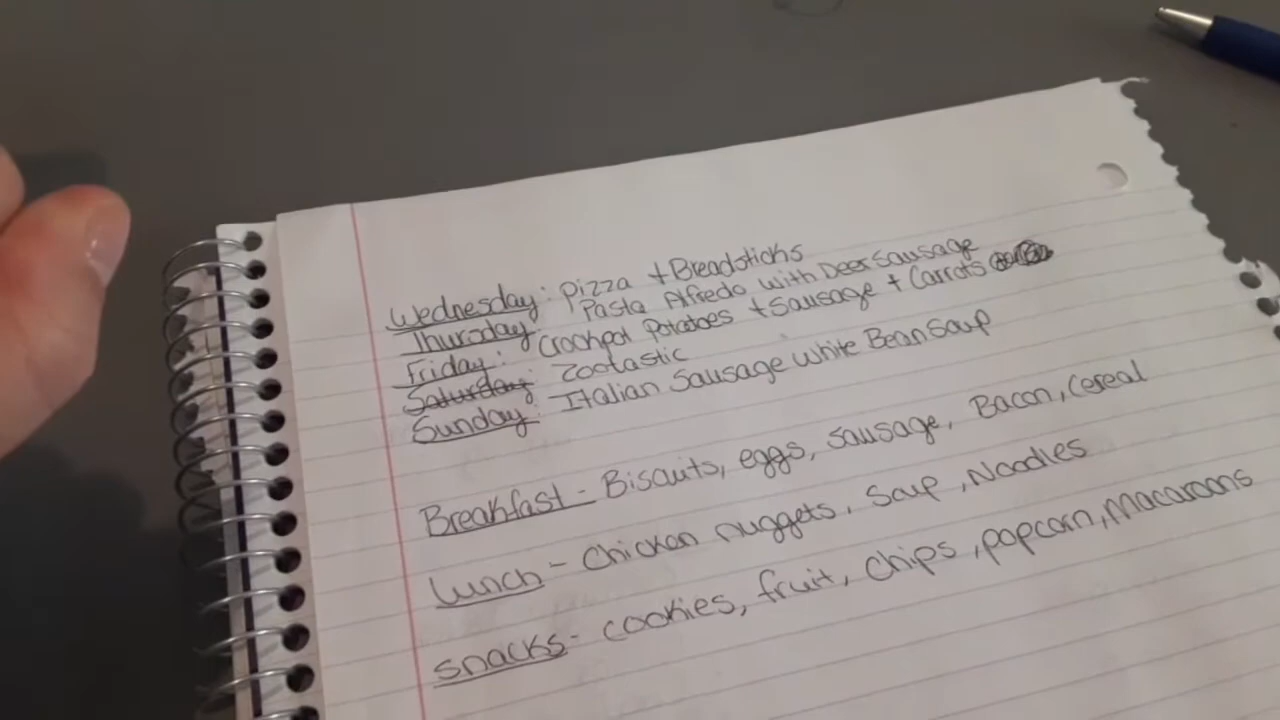 Wednesday: Pizza + Breadsticks
Thursday: Pasta Alfredo with Deer Sausage
Friday: Crockpot Potatoes + Sausage + Carrots
Saturday: Zootastic
Sunday: Italian Sausage White Bean Soup
Breakfast - Biscuits, eggs, sausage, Bacon, Cereal
Lunch - Chicken nuggets, Soup, Noodles
snacks - cookies, fruit, chips, popcorn, Macaroons